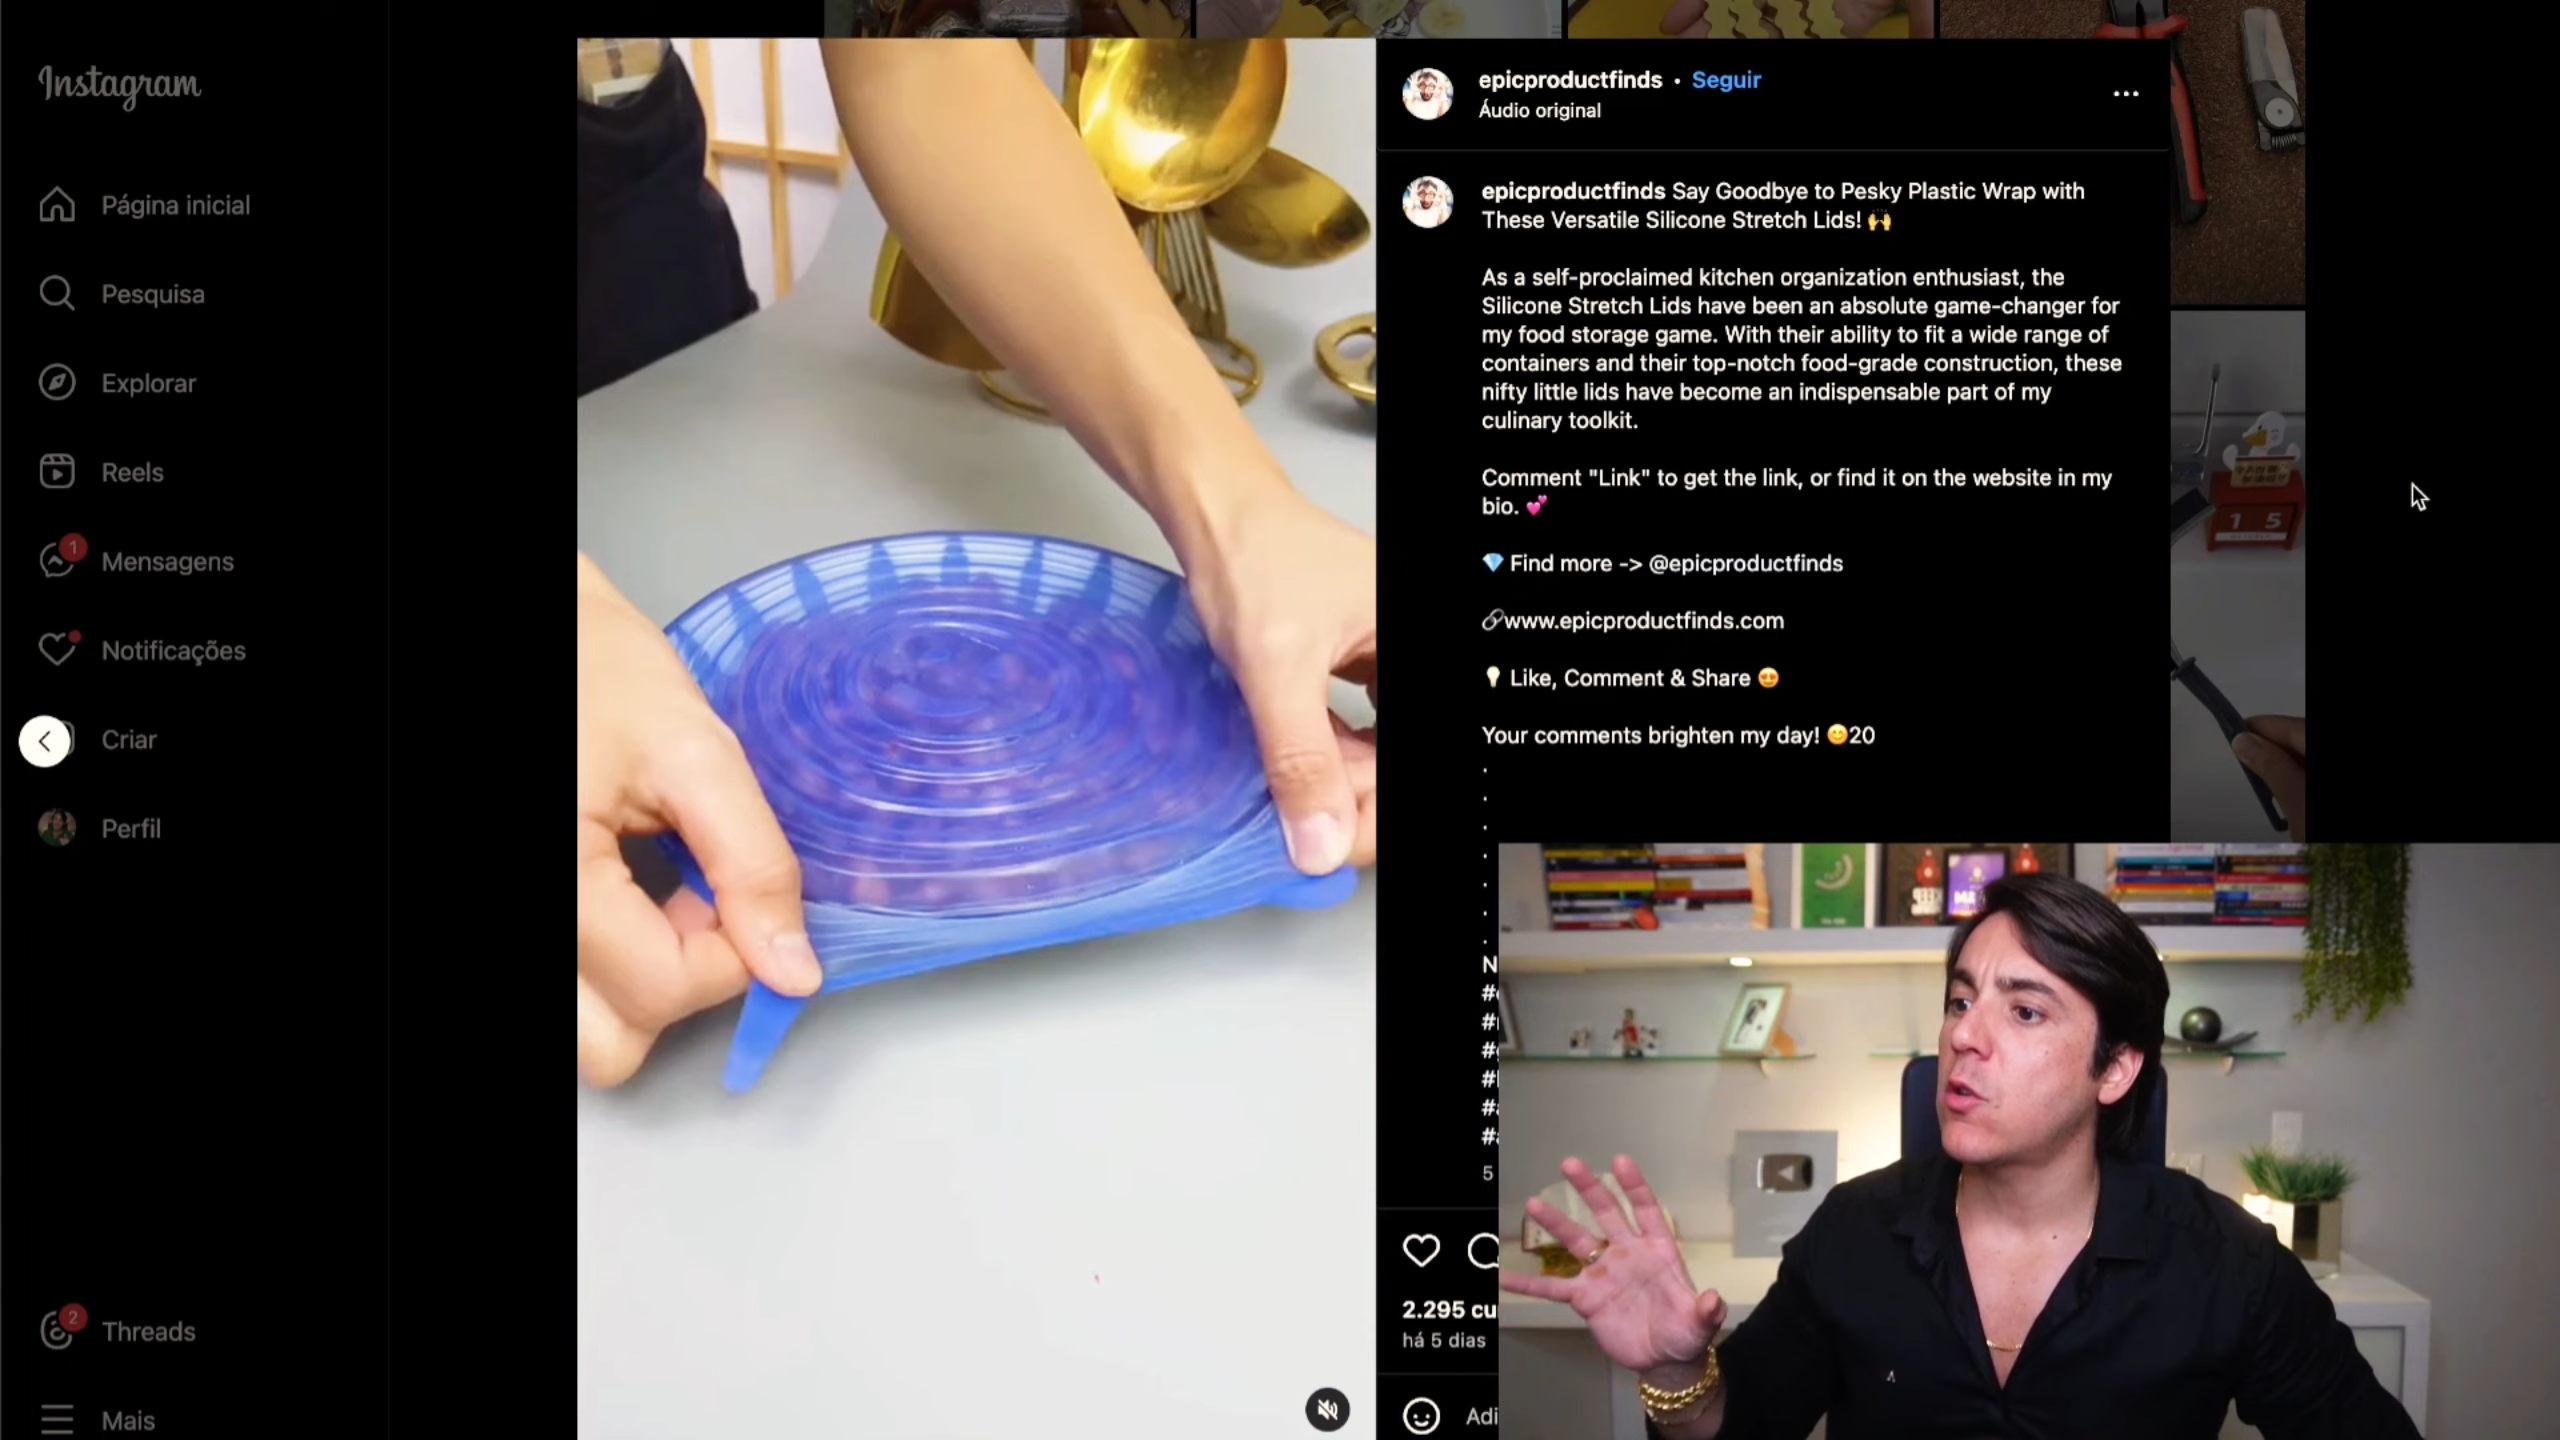 Instagram
Página inicial
Pesquisa
Explorar
Reels
1
Mensagens
Notificações
Criar
Perfil
2
Threads
Mais
epicproductfinds • Seguir
Áudio original
epicproductfinds Say Goodbye to Pesky Plastic Wrap with
These Versatile Silicone Stretch Lids! 🙌
As a self-proclaimed kitchen organization enthusiast, the
Silicone Stretch Lids have been an absolute game-changer for
my food storage game. With their ability to fit a wide range of
containers and their top-notch food-grade construction, these
nifty little lids have become an indispensable part of my
culinary toolkit.
Comment "Link" to get the link, or find it on the website in my
bio. 💕
💎 Find more -> @epicproductfinds
🔗www.epicproductfinds.com
💡 Like, Comment & Share 😍
Your comments brighten my day! 😊20
.
.
.
.
.
.
.
5
2.295
há 5 dias
1 5